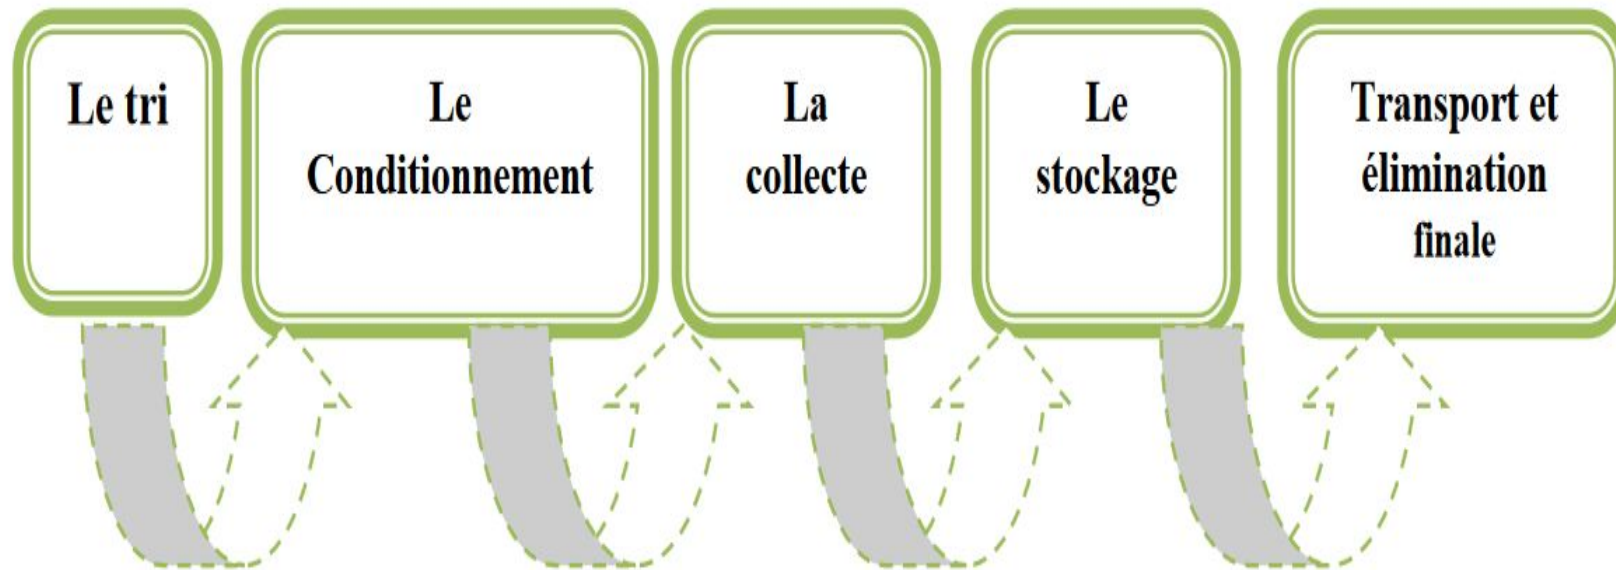 Le tri
Le
Conditionnement
La
collecte
Le
stockage
Transport et
élimination
finale